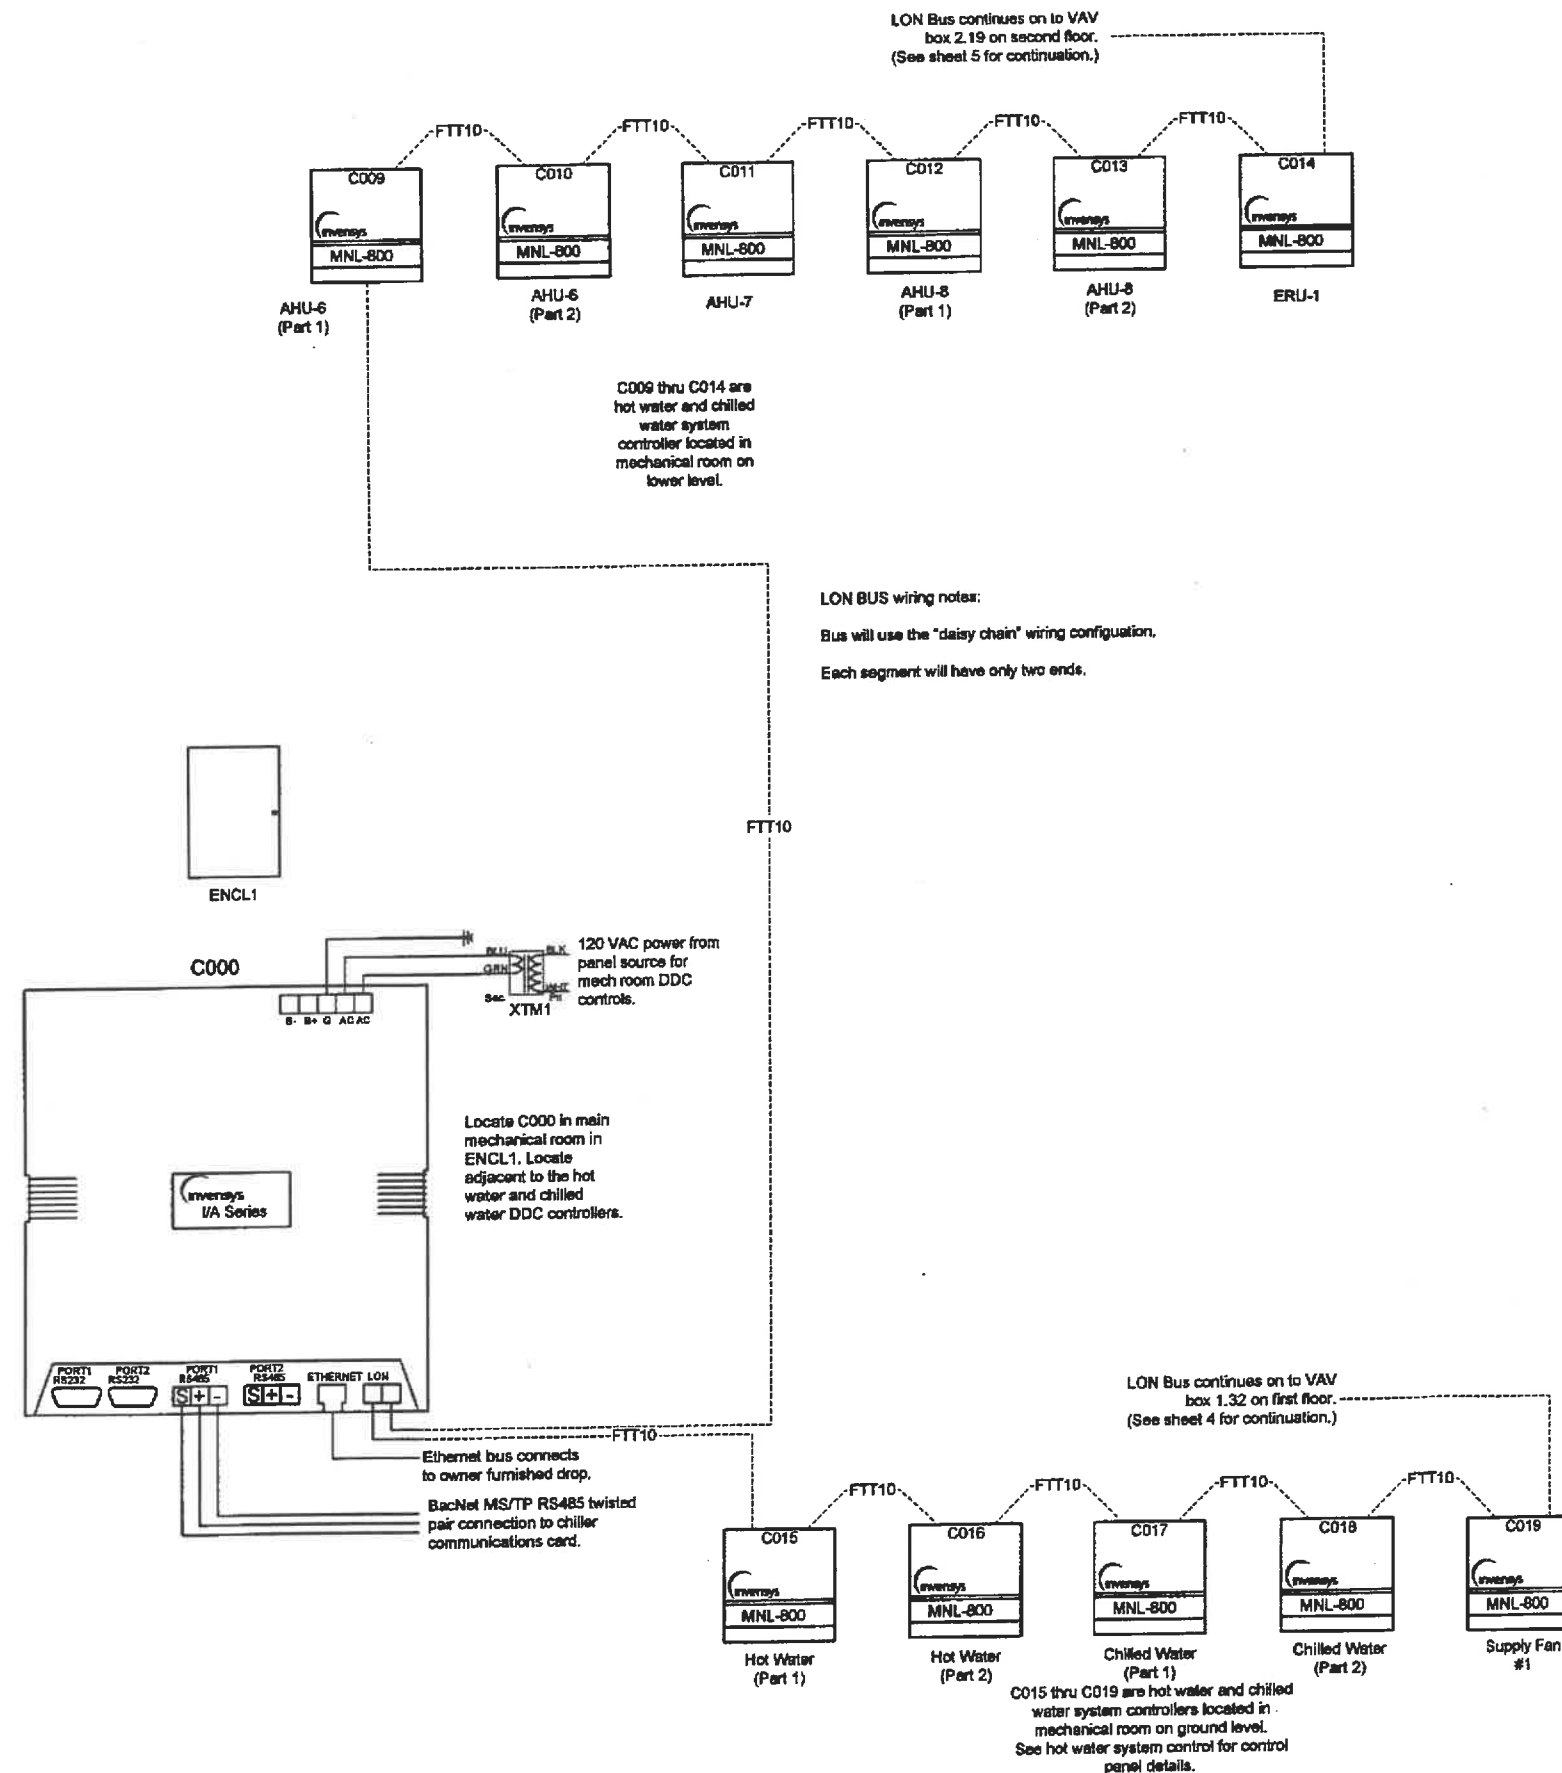 LON Bus continues on to VAV
box 2.19 on second floor.
(See sheet 5 for continuation.)
-FTT10-
-FTT10-
-FTT10-
-FTT10-
-FTT10-
C009
invensys
MNL-800
AHU-6
(Part 1)
C010
invensys
MNL-800
AHU-6
(Part 2)
C011
invensys
MNL-800
AHU-7
C012
invensys
MNL-800
AHU-8
(Part 1)
C013
invensys
MNL-800
AHU-8
(Part 2)
C014
invensys
MNL-800
ERU-1
C009 thru C014 are
hot water and chilled
water system
controller located in
mechanical room on
lower level.
LON BUS wiring notes:
Bus will use the "daisy chain" wiring configuation.
Each segment will have only two ends.
FTT10
ENCL1
C000
BLU
GRN
Sec.
BLK
WHT
Pri
XTM1
120 VAC power from
panel source for
mech room DDC
controls.
B- B+ G AC AC
Locate C000 in main
mechanical room in
ENCL1. Locate
adjacent to the hot
water and chilled
water DDC controllers.
invensys
I/A Series
PORT1
RS232
PORT2
RS232
PORT1
RS485
S + -
PORT2
RS485
S + -
ETHERNET
LON
-FTT10-
Ethernet bus connects
to owner furnished drop.
BacNet MS/TP RS485 twisted
pair connection to chiller
communications card.
LON Bus continues on to VAV
box 1.32 on first floor.
(See sheet 4 for continuation.)
-FTT10-
-FTT10-
-FTT10-
-FTT10-
C015
invensys
MNL-800
Hot Water
(Part 1)
C016
invensys
MNL-800
Hot Water
(Part 2)
C017
invensys
MNL-800
Chilled Water
(Part 1)
C018
invensys
MNL-800
Chilled Water
(Part 2)
C019
invensys
MNL-800
Supply Fan
#1
C015 thru C019 are hot water and chilled
water system controllers located in
mechanical room on ground level.
See hot water system control for control
panel details.